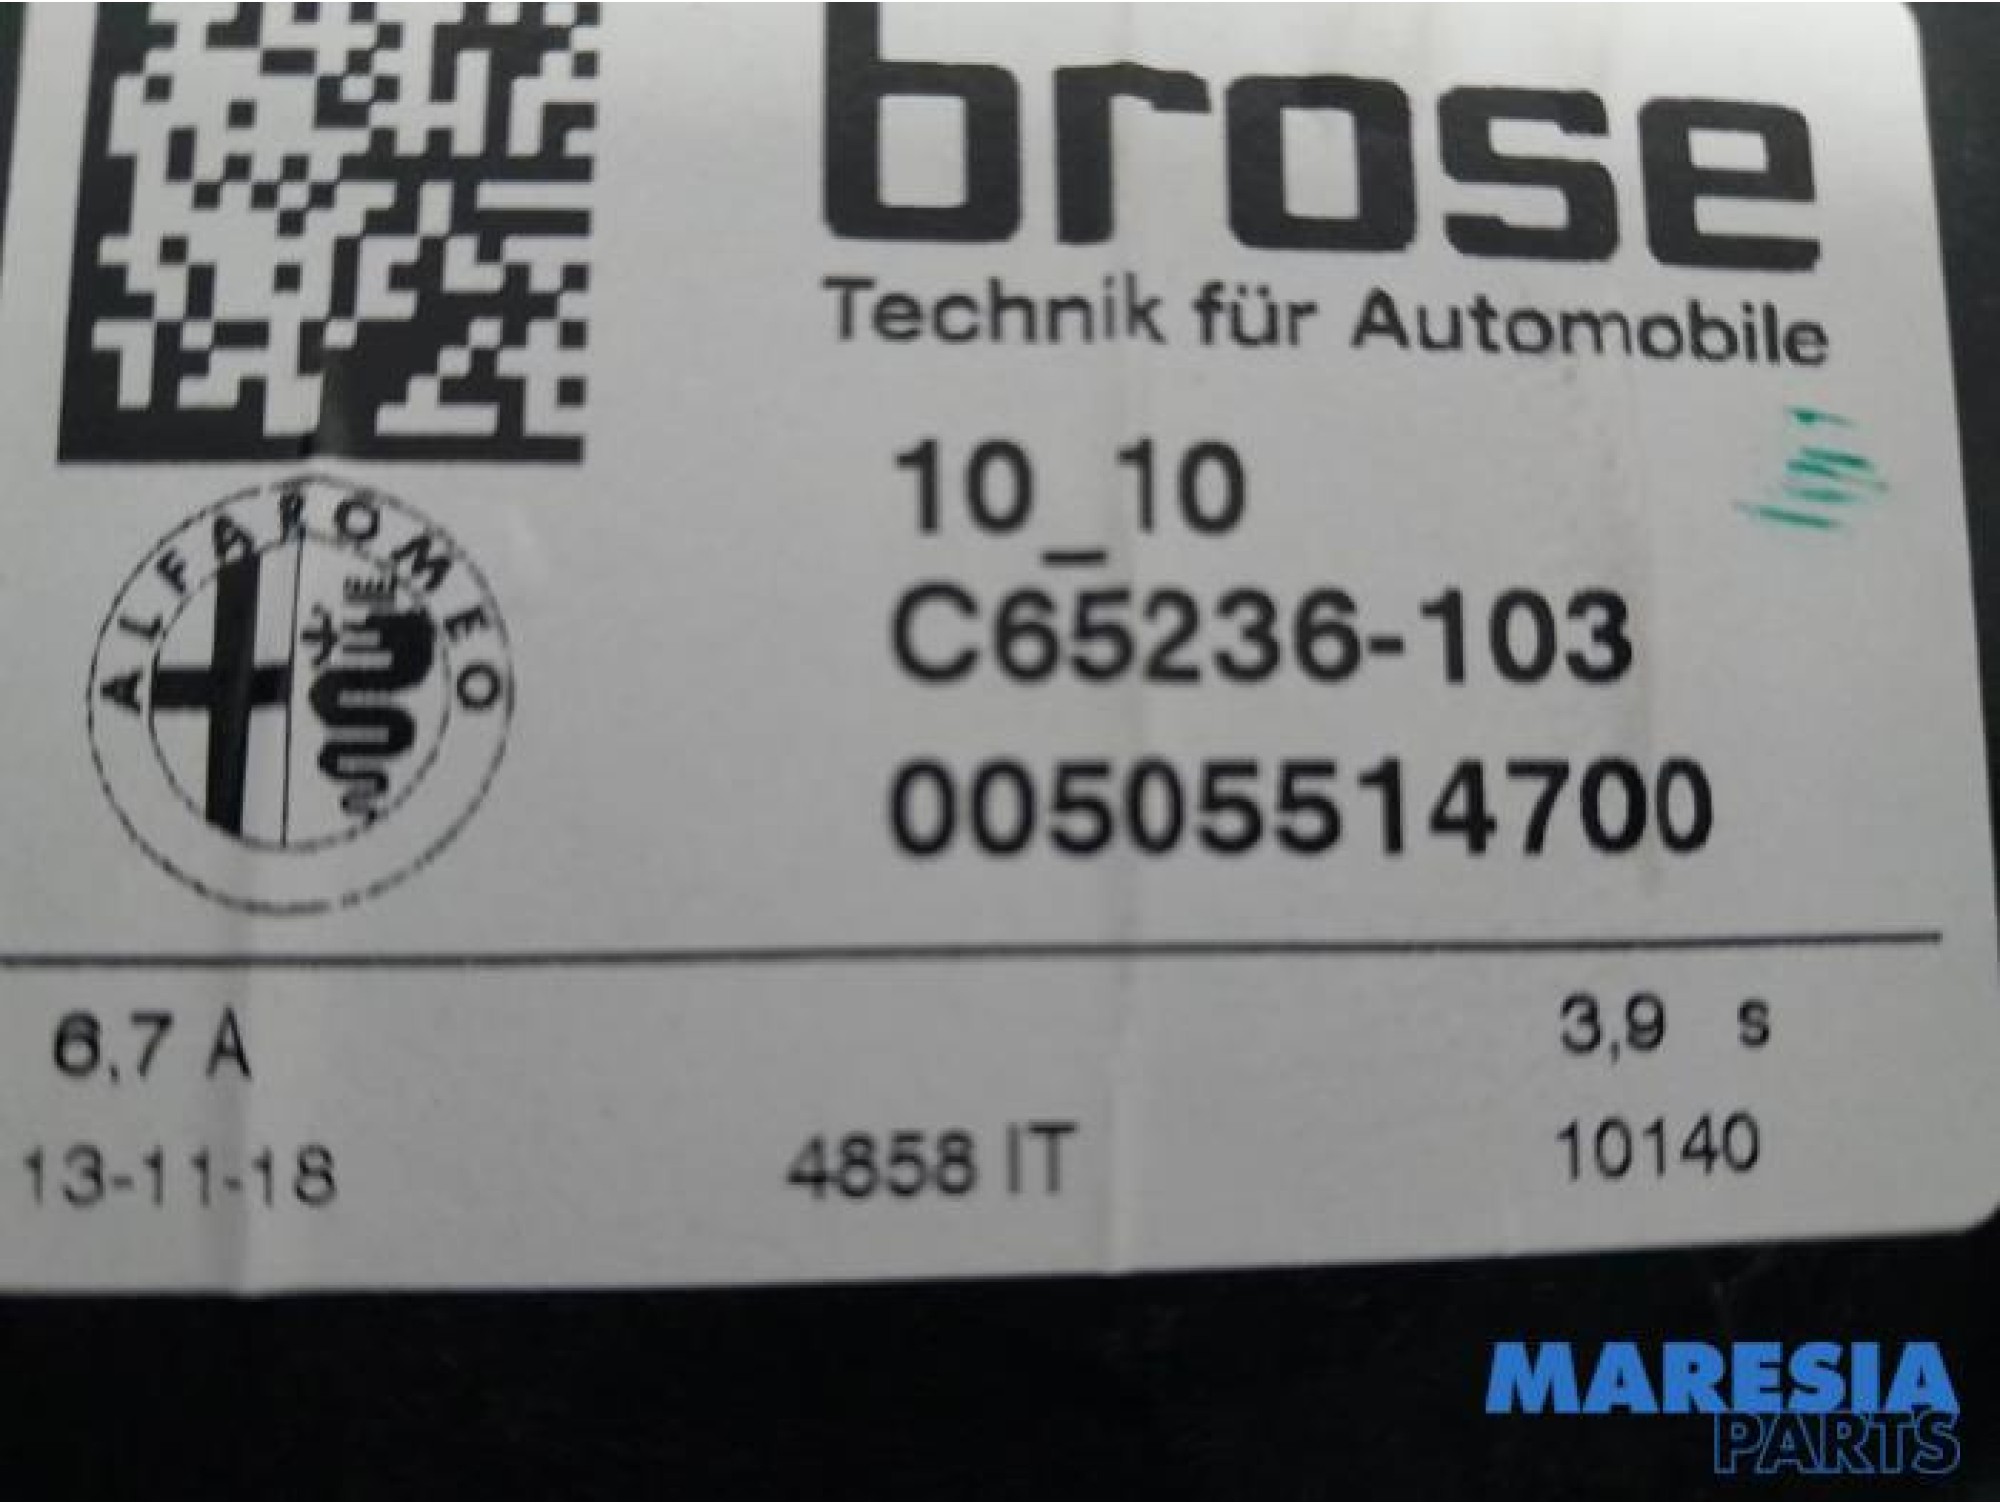 brose
Technik für Automobile
10_10
C65236-103
00505514700
ALFA ROMEO
6,7 A
3,9 s
13-11-18
4858 IT
10140
MARESIA
PARTS